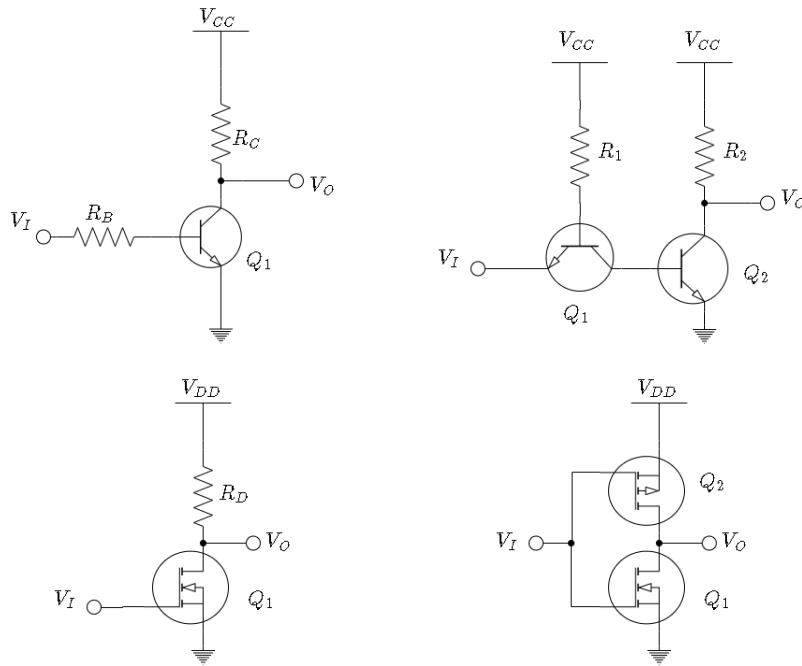 V_CC
R_C
V_O
V_I
R_B
Q_1
V_CC
V_CC
R_1
R_2
V_O
V_I
Q_2
Q_1
V_DD
R_D
V_O
V_I
Q_1
V_DD
Q_2
V_I
V_O
Q_1